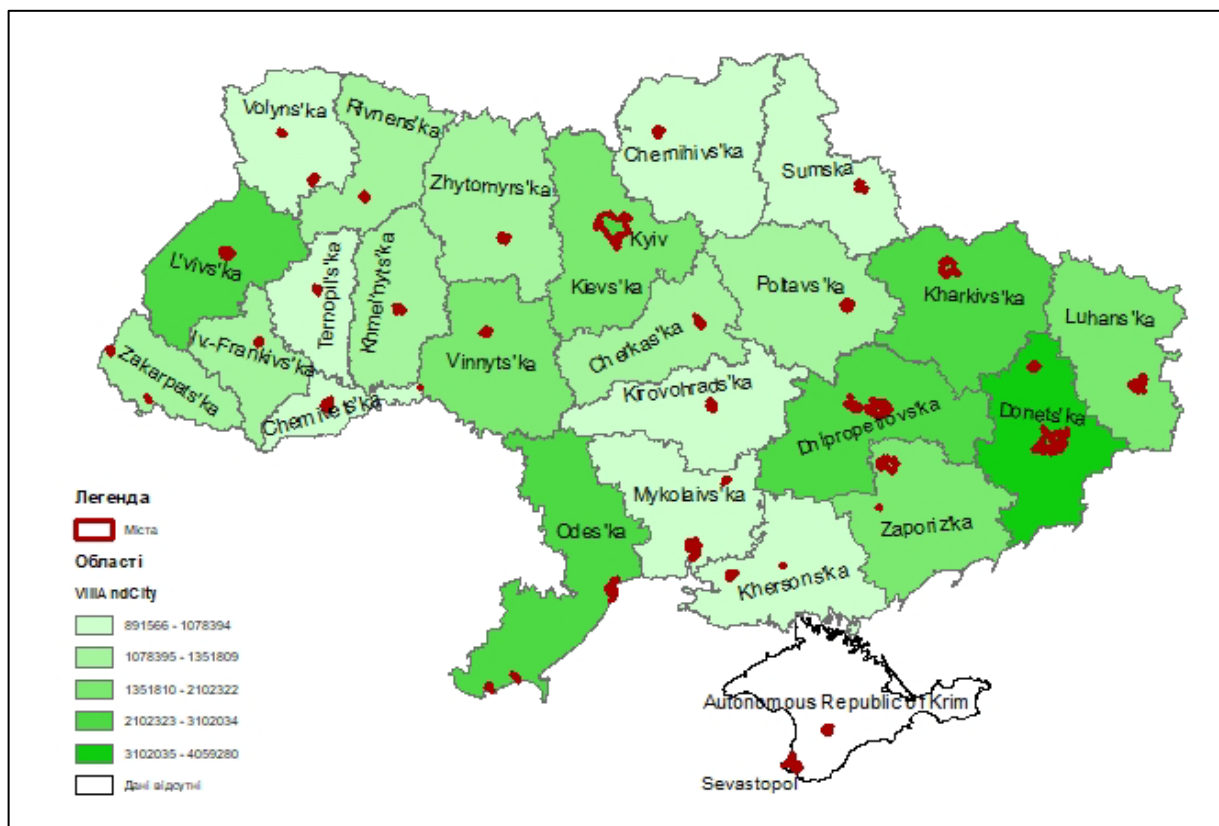 Volyns'ka
Rivnens'ka
Chernihivs'ka
Sumska
Zhytomyrs'ka
Kyiv
L'vivs'ka
Ternopil's'ka
Khmel'nyts'ka
Kievs'ka
Poltavs'ka
Kharkivs'ka
Luhans'ka
Iv-Frankivs'ka
Zakarpats'ka
Vinnyts'ka
Cherkas'ka
Chernivets'ka
Kirovohrads'ka
Dnipropetrovs'ka
Donets'ka
Mykolaivs'ka
Odes'ka
Zaporiz'ka
Khersons'ka
Autonomous Republic of Krim
Sevastopol
Легенда
Міста
Області
VillAndCity
891566 - 1078394
1078395 - 1351809
1351810 - 2102322
2102323 - 3102034
3102035 - 4059280
Дані відсутні